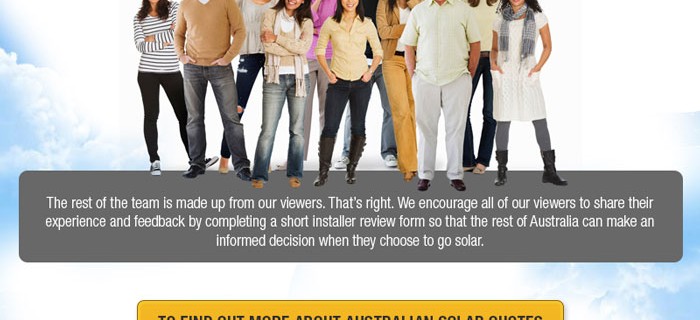 The rest of the team is made up from our viewers. That's right. We encourage all of our viewers to share their
experience and feedback by completing a short installer review form so that the rest of Australia can make an
informed decision when they choose to go solar.
TO FIND OUT MORE ABOUT AUSTRALIAN SOLAR QUOTES